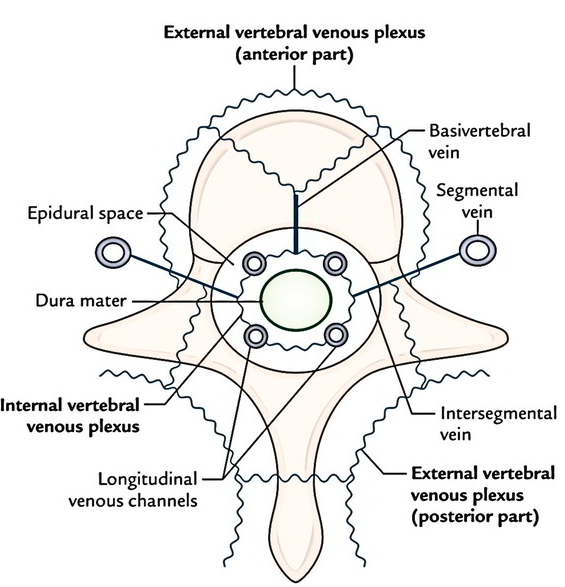 External vertebral venous plexus
(anterior part)
Basivertebral
vein
Segmental
vein
Epidural space
Dura mater
Internal vertebral
venous plexus
Intersegmental
vein
Longitudinal
venous channels
External vertebral
venous plexus
(posterior part)